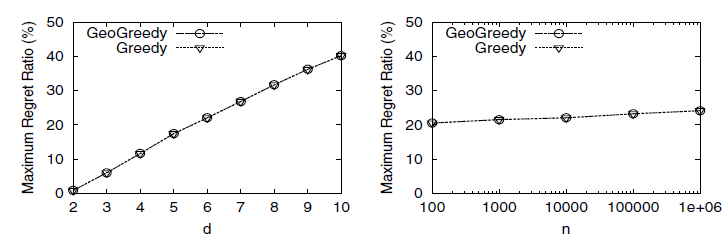 Maximum Regret Ratio (%)
50
40
30
20
10
0
GeoGreedy
Greedy
2 3 4 5 6 7 8 9 10
d
Maximum Regret Ratio (%)
50
40
30
20
10
0
GeoGreedy
Greedy
100 1000 10000 100000 1e+06
n